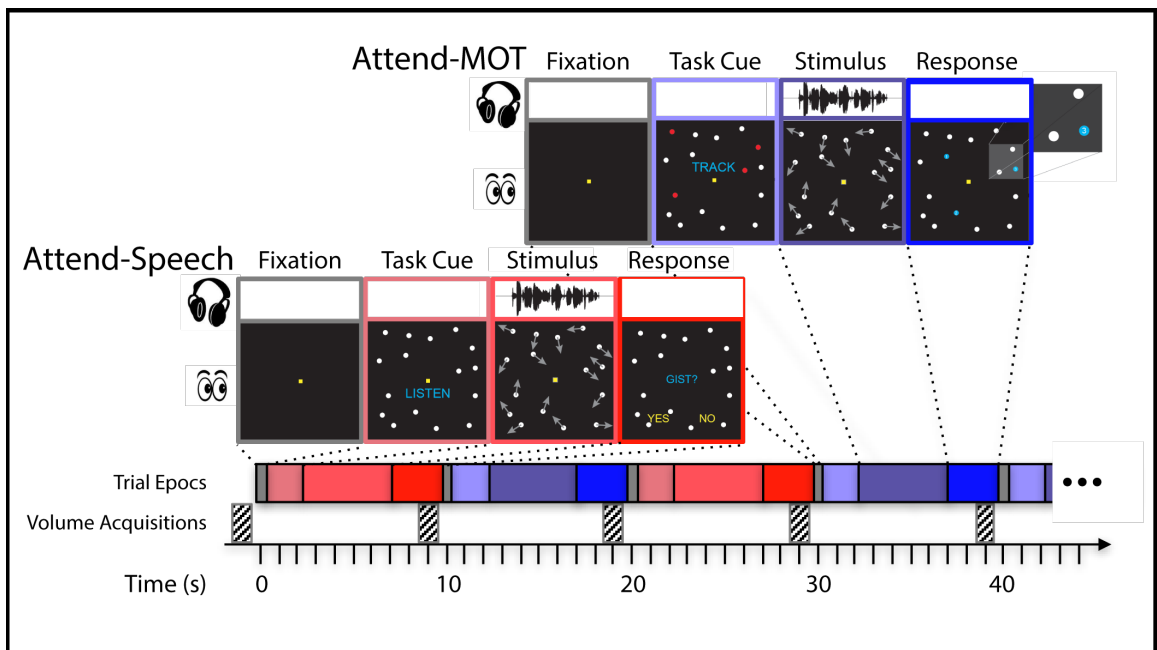 Attend-MOT Fixation Task Cue Stimulus Response
TRACK
3
Attend-Speech Fixation Task Cue Stimulus Response
LISTEN
GIST?
YES NO
Trial Epocs
Volume Acquisitions
Time (s) 0 10 20 30 40